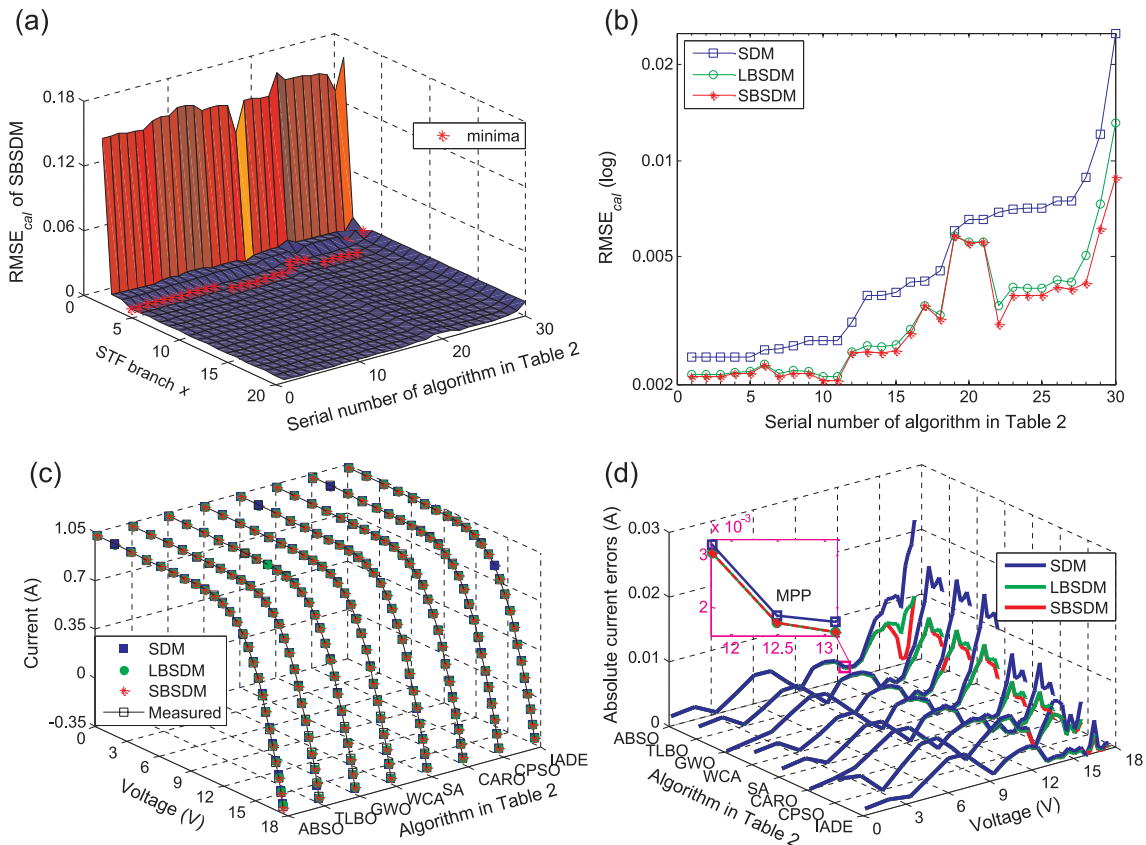 (a)
RMSE_cal of SBSDM
0.18
0.12
0.06
0
0
5
10
15
20
STF branch x
0
10
20
30
Serial number of algorithm in Table 2
minima
(b)
RMSE_cal (log)
0.02
0.01
0.005
0.002
0
5
10
15
20
25
30
Serial number of algorithm in Table 2
SDM
LBSDM
SBSDM
(c)
Current (A)
1.05
0.7
0.35
0
-0.35
0
3
6
9
12
15
18
Voltage (V)
ABSO
TLBO
GWO
WCA
SA
CARO
CPSO
IADE
Algorithm in Table 2
SDM
LBSDM
SBSDM
Measured
(d)
Absolute current errors (A)
0.03
0.02
0.01
0
ABSO
TLBO
GWO
WCA
SA
CARO
CPSO
IADE
Algorithm in Table 2
0
3
6
9
12
15
18
Voltage (V)
x 10⁻³
3
2
12
12.5
13
MPP
SDM
LBSDM
SBSDM